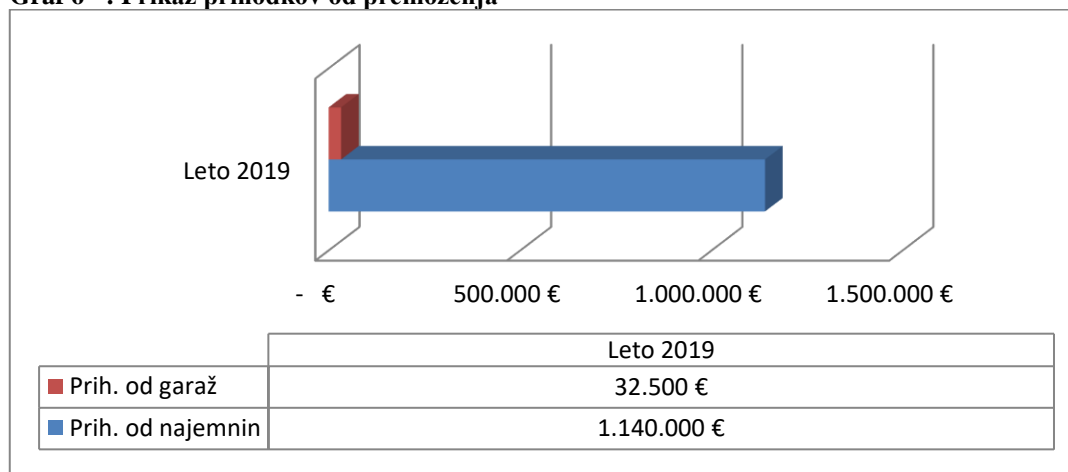 Leto 2019
- € 500.000 € 1.000.000 € 1.500.000 €
Leto 2019
Prih. od garaž 32.500 €
Prih. od najemnin 1.140.000 €